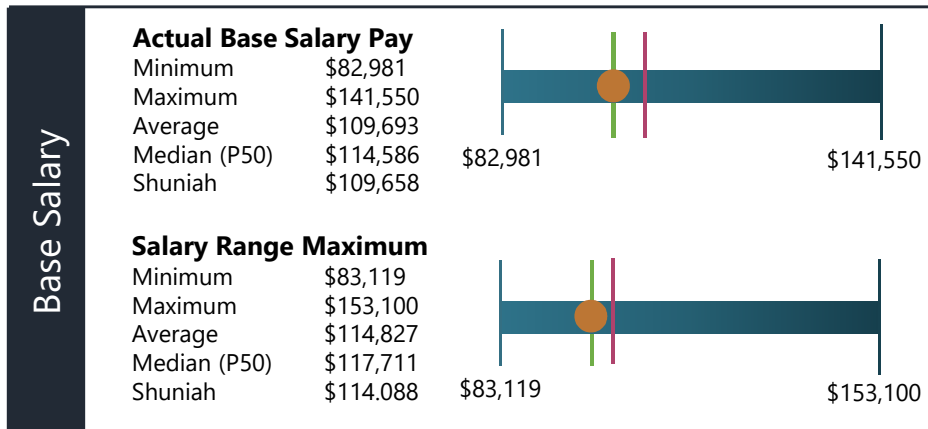 Base Salary
Actual Base Salary Pay
Minimum $82,981
Maximum $141,550
Average $109,693
Median (P50) $114,586
Shuniah $109,658
$82,981 $141,550
Salary Range Maximum
Minimum $83,119
Maximum $153,100
Average $114,827
Median (P50) $117,711
Shuniah $114.088
$83,119 $153,100